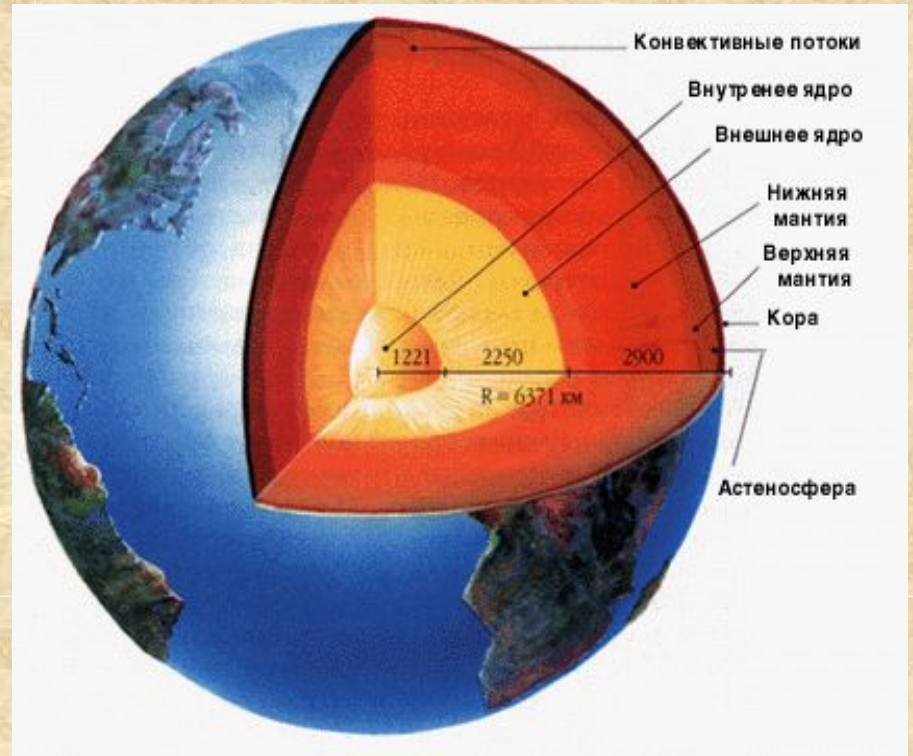 Конвективные потоки
Внутренее ядро
Внешнее ядро
Нижняя
мантия
Верхняя
мантия
Кора
1221 2250 2900
R = 6371 км
Астеносфера